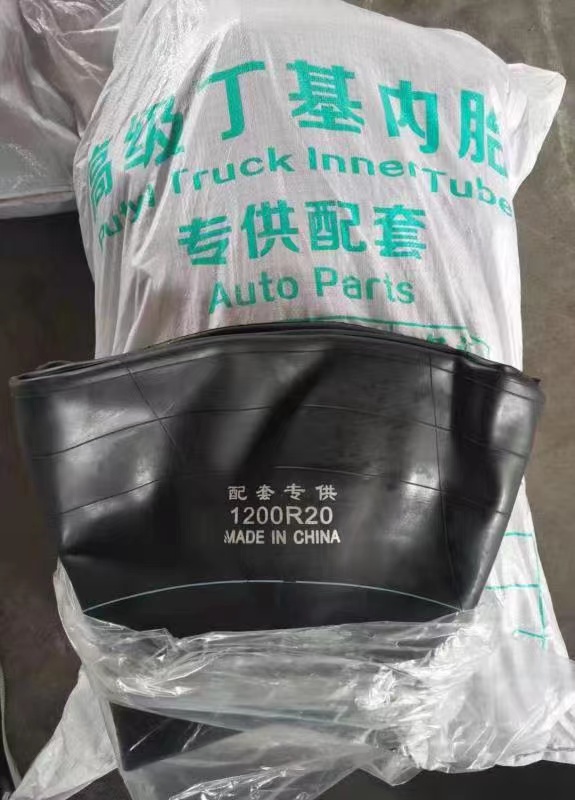 高级丁基内胎
Truck Inner Tube
专供配套
Auto Parts
配套专供
1200R20
MADE IN CHINA